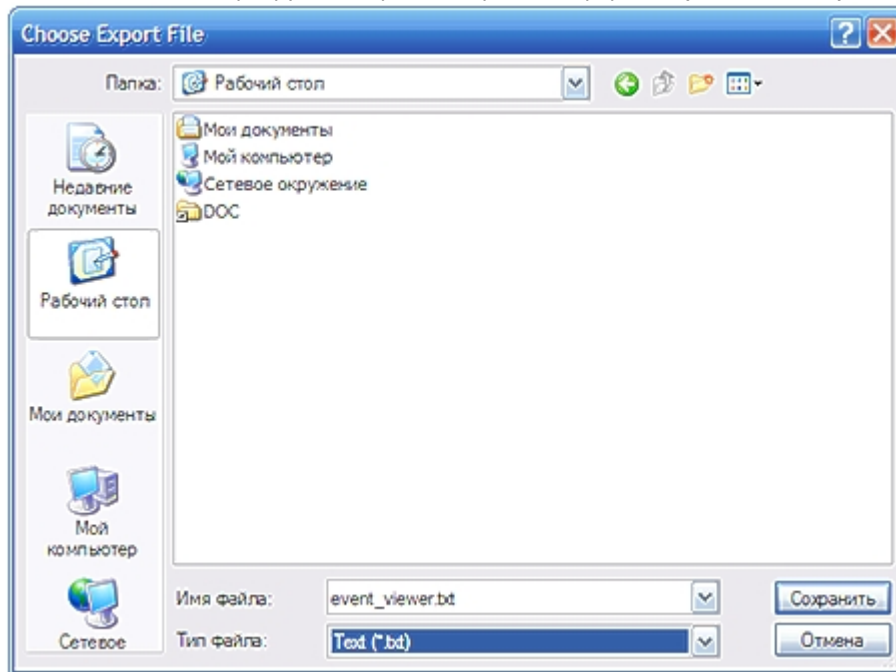 Choose Export File
Папка:
Рабочий стол
Недавние
документы
Рабочий стол
Мои документы
Мой
компьютер
Сетевое
Мои документы
Мой компьютер
Сетевое окружение
DOC
Имя файла:
event_viewer.txt
Сохранить
Тип файла:
Text (*.txt)
Отмена